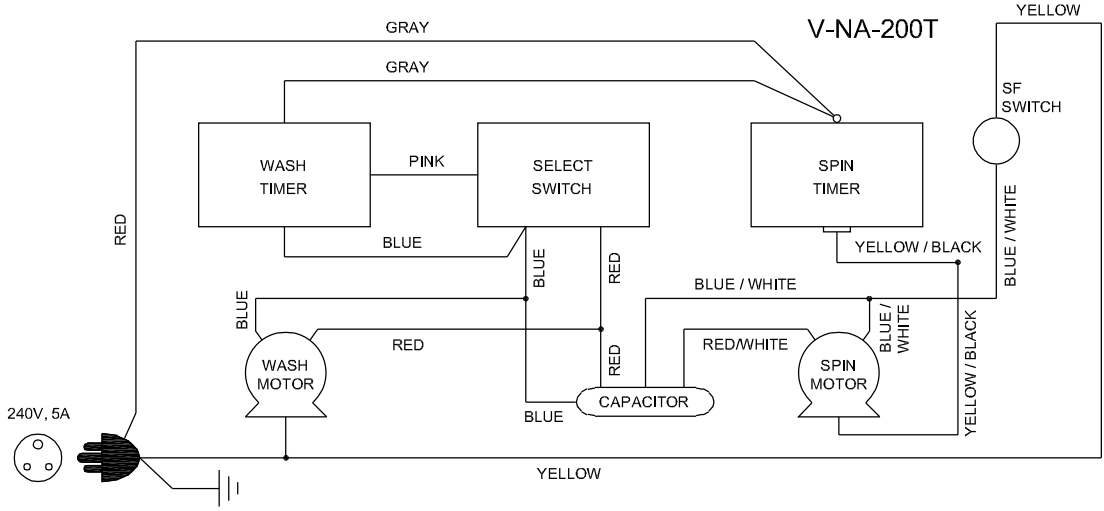 YELLOW
GRAY
V-NA-200T
GRAY
SF
SWITCH
WASH
TIMER
PINK
SELECT
SWITCH
SPIN
TIMER
RED
BLUE
BLUE
RED
YELLOW / BLACK
BLUE / WHITE
BLUE / WHITE
BLUE
RED
RED
RED/WHITE
BLUE /
WHITE
YELLOW / BLACK
WASH
MOTOR
SPIN
MOTOR
CAPACITOR
BLUE
240V, 5A
YELLOW